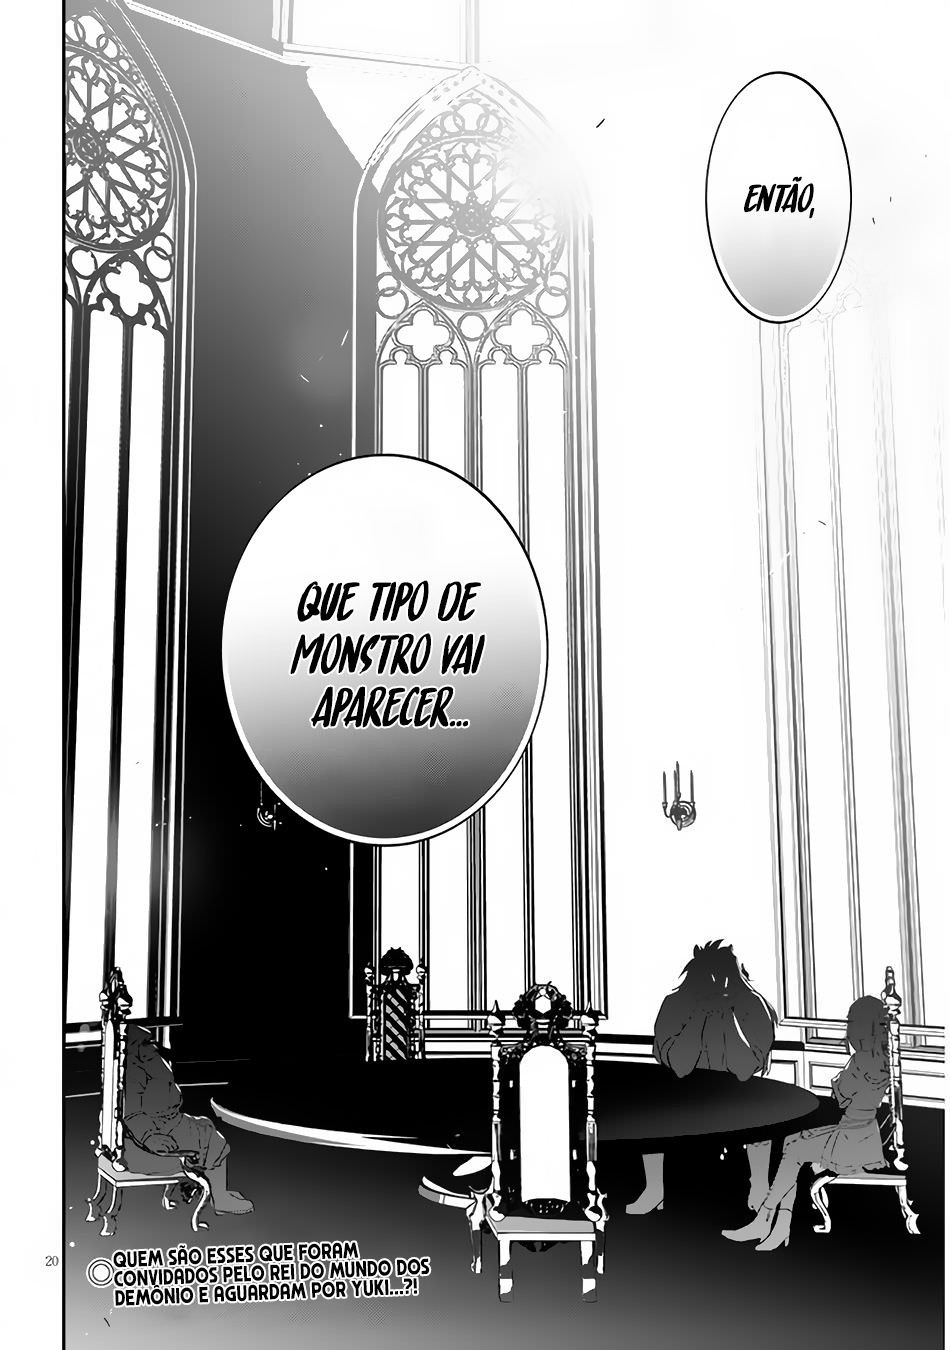 ENTÃO,
QUE TIPO DE
MONSTRO VAI
APARECER...
20
QUEM SÃO ESSES QUE FORAM
CONVIDADOS PELO REI DO MUNDO DOS
DEMÔNIO E AGUARDAM POR YUKI...?!